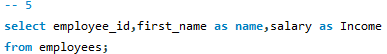 -- 5
select employee_id,first_name as name,salary as Income
from employees;